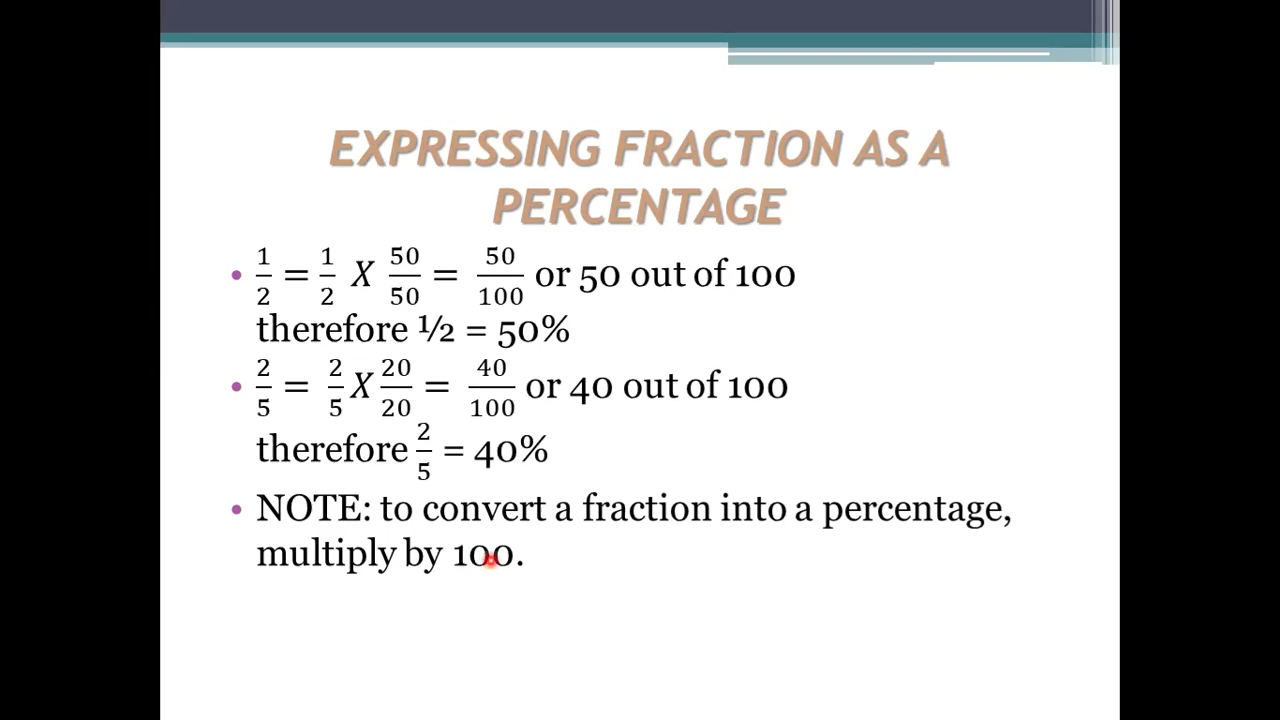 EXPRESSING FRACTION AS A
PERCENTAGE
• 1/2 = 1/2 X 50/50 = 50/100 or 50 out of 100
therefore ½ = 50%
• 2/5 = 2/5 X 20/20 = 40/100 or 40 out of 100
therefore 2/5 = 40%
• NOTE: to convert a fraction into a percentage,
multiply by 100.